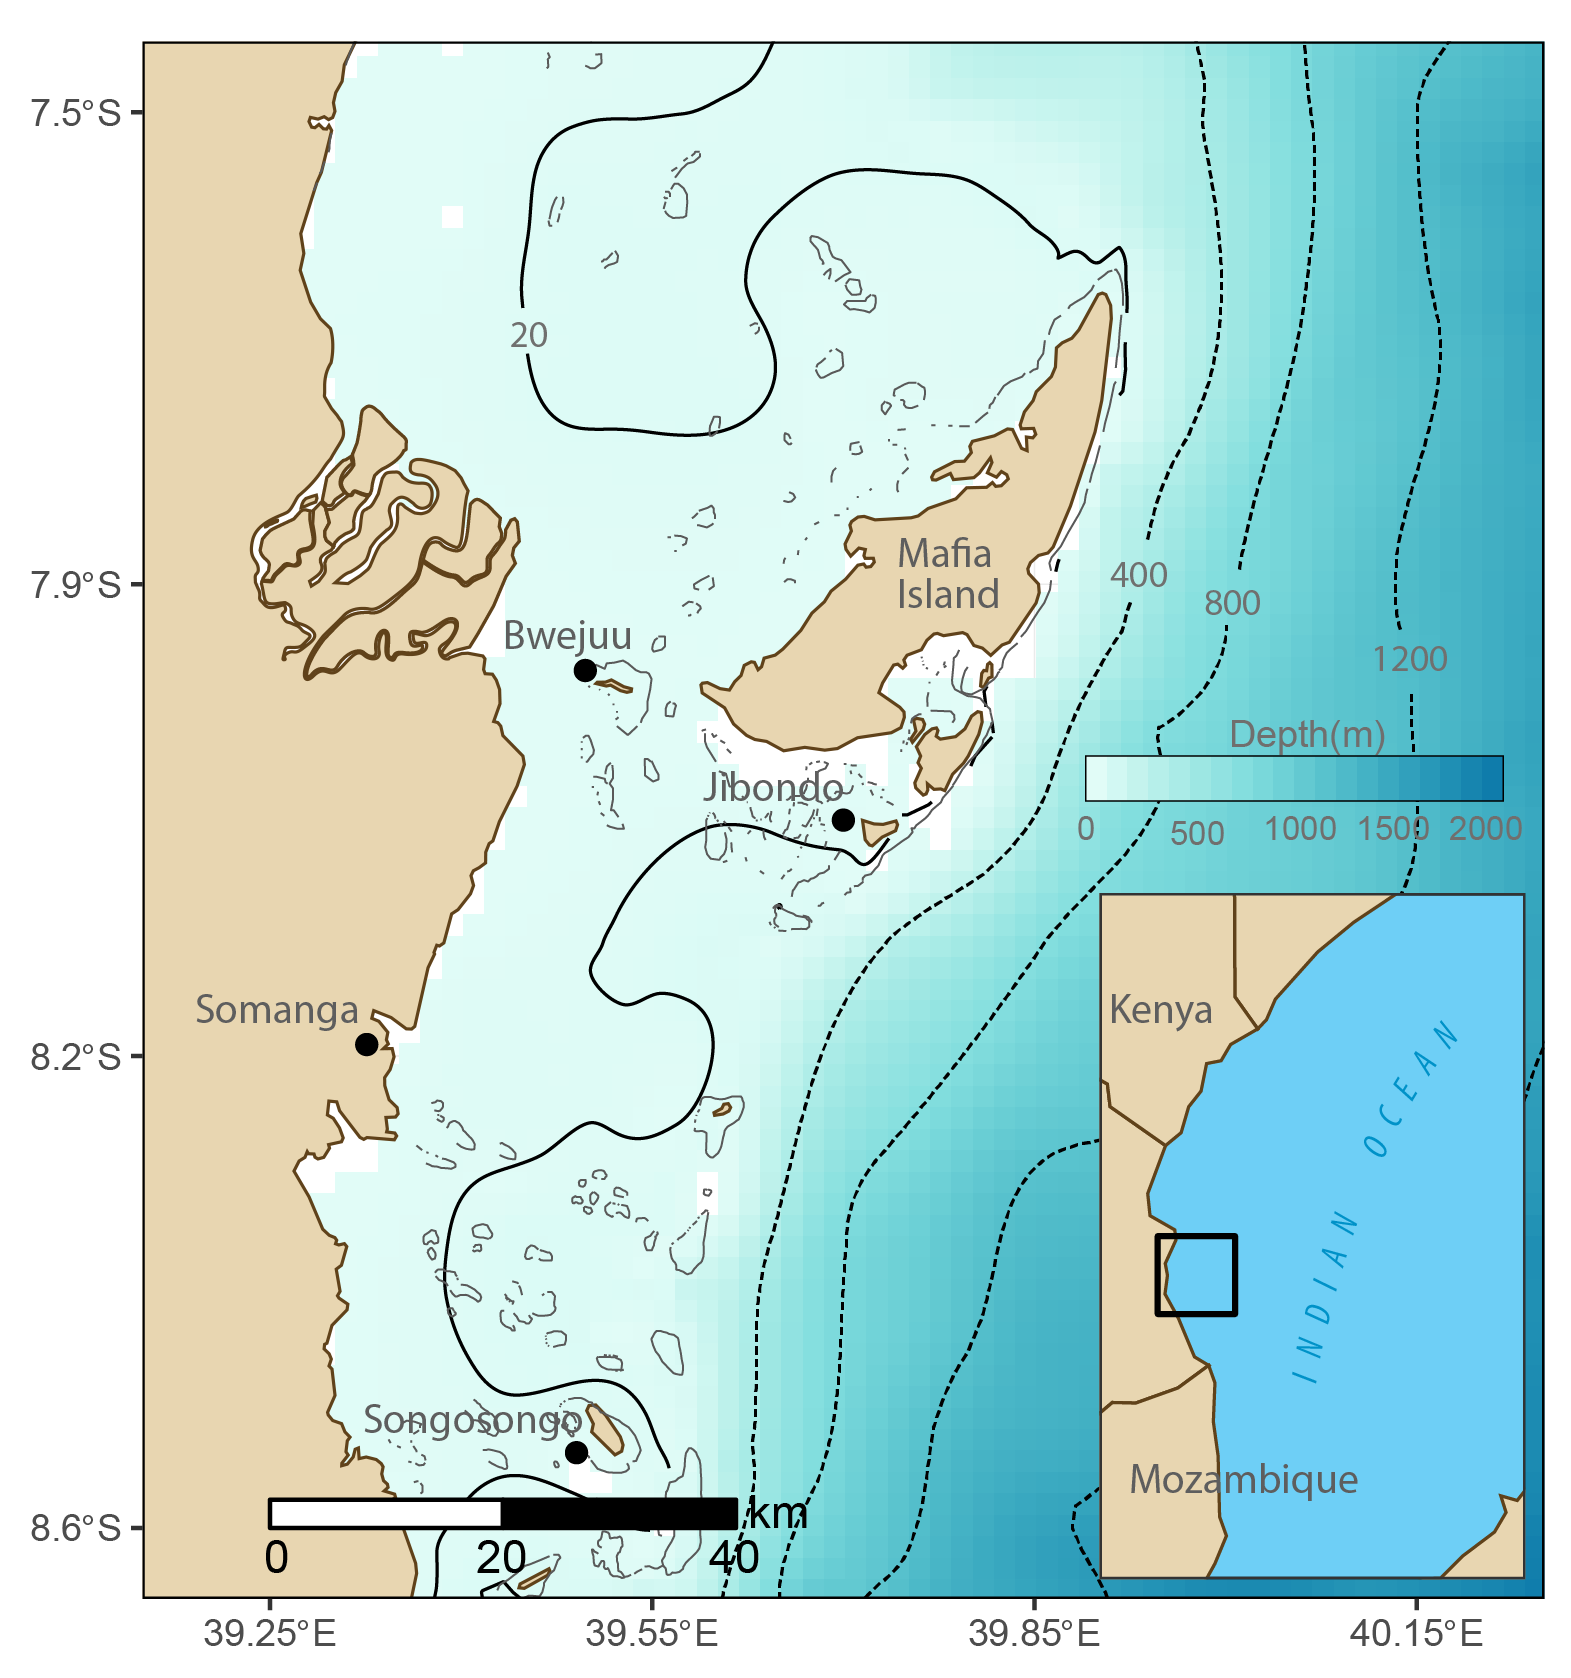 7.5°S
20
Mafia
Island
400
7.9°S
800
Bwejuu
1200
Depth(m)
Jibondo
0
500
1000
1500
2000
Somanga
Kenya
8.2°S
INDIAN OCEAN
Songosongo
Mozambique
km
8.6°S
0
20
40
39.25°E
39.55°E
39.85°E
40.15°E